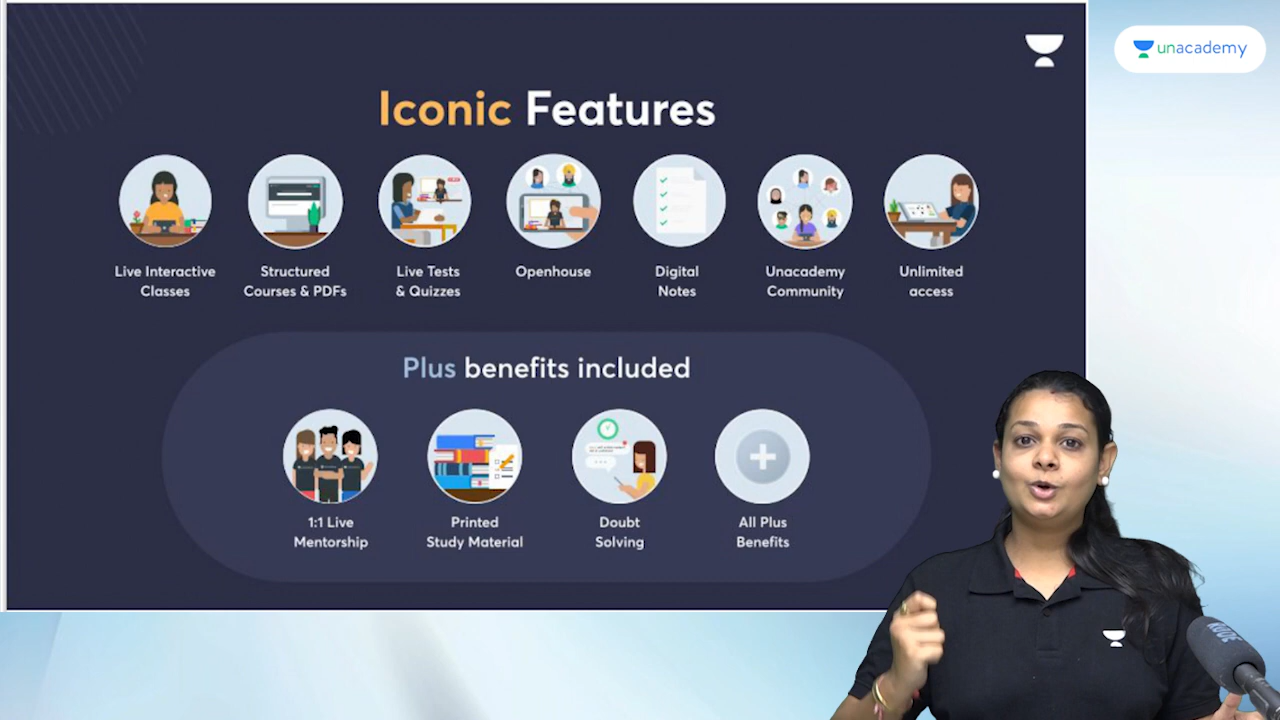 unacademy
Iconic Features
Live Interactive
Classes
Structured
Courses & PDFs
Live Tests
& Quizzes
Openhouse
Digital
Notes
Unacademy
Community
Unlimited
access
Plus benefits included
1:1 Live
Mentorship
Printed
Study Material
Doubt
Solving
All Plus
Benefits